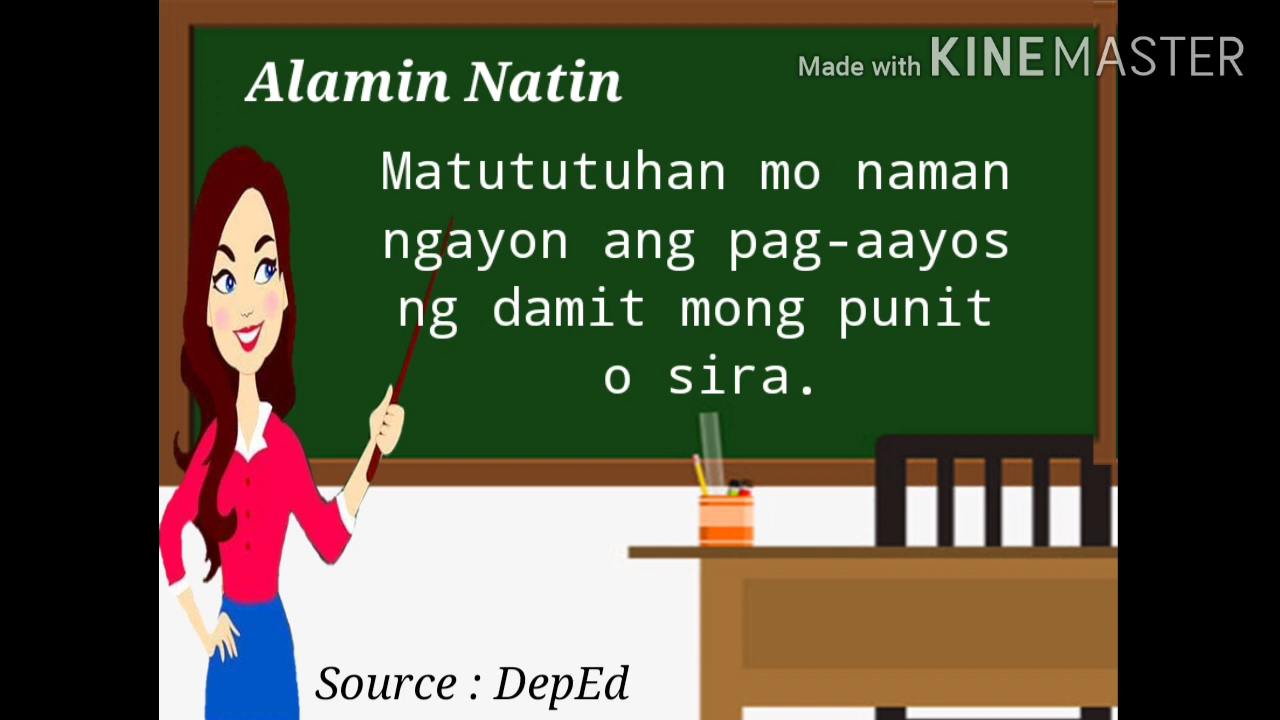 Made with KINEMASTER
Alamin Natin
Matututuhan mo naman
ngayon ang pag-aayos
ng damit mong punit
o sira.
Source : DepEd